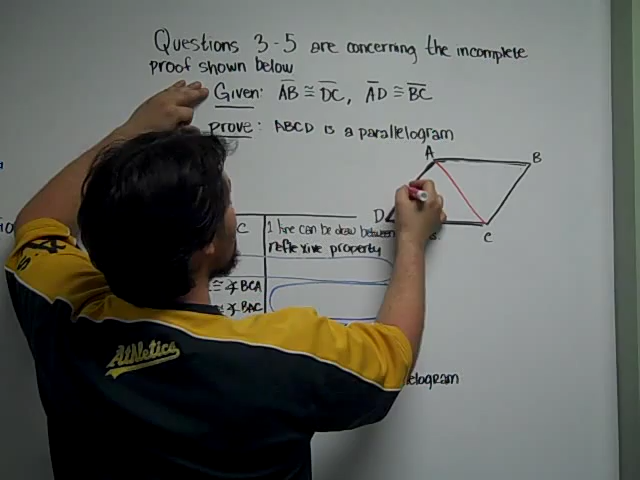 Questions 3-5 are concerning the incomplete
proof shown below
Given: AB ≅ DC, AD ≅ BC
prove: ABCD is a parallelogram
A
B
D
C
C
1 line can be draw between
reflexive property
≅ ∡BCA
∡BAC
Athletics